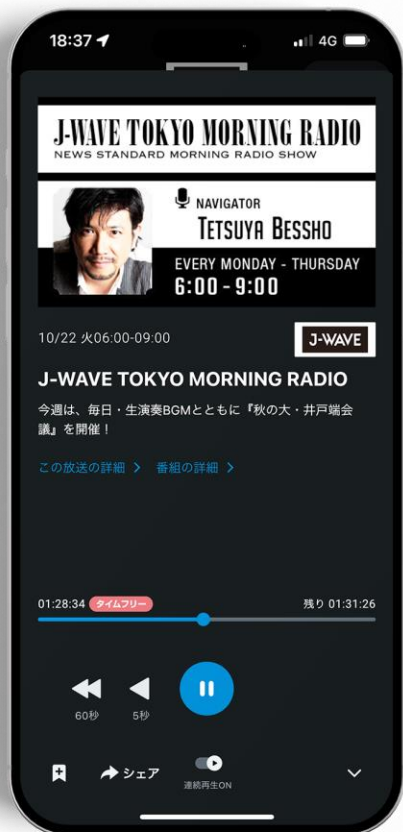 18:37
4G
J-WAVE TOKYO MORNING RADIO
NEWS STANDARD MORNING RADIO SHOW
NAVIGATOR
TETSUYA BESSHO
EVERY MONDAY - THURSDAY
6:00 - 9:00
10/22 火06:00-09:00
J-WAVE
J-WAVE TOKYO MORNING RADIO
今週は、毎日・生演奏BGMとともに『秋の大・井戸端会
議』を開催！
この放送の詳細 番組の詳細
01:28:34 タイムフリー 残り 01:31:26
60秒 5秒
シェア
連続再生ON